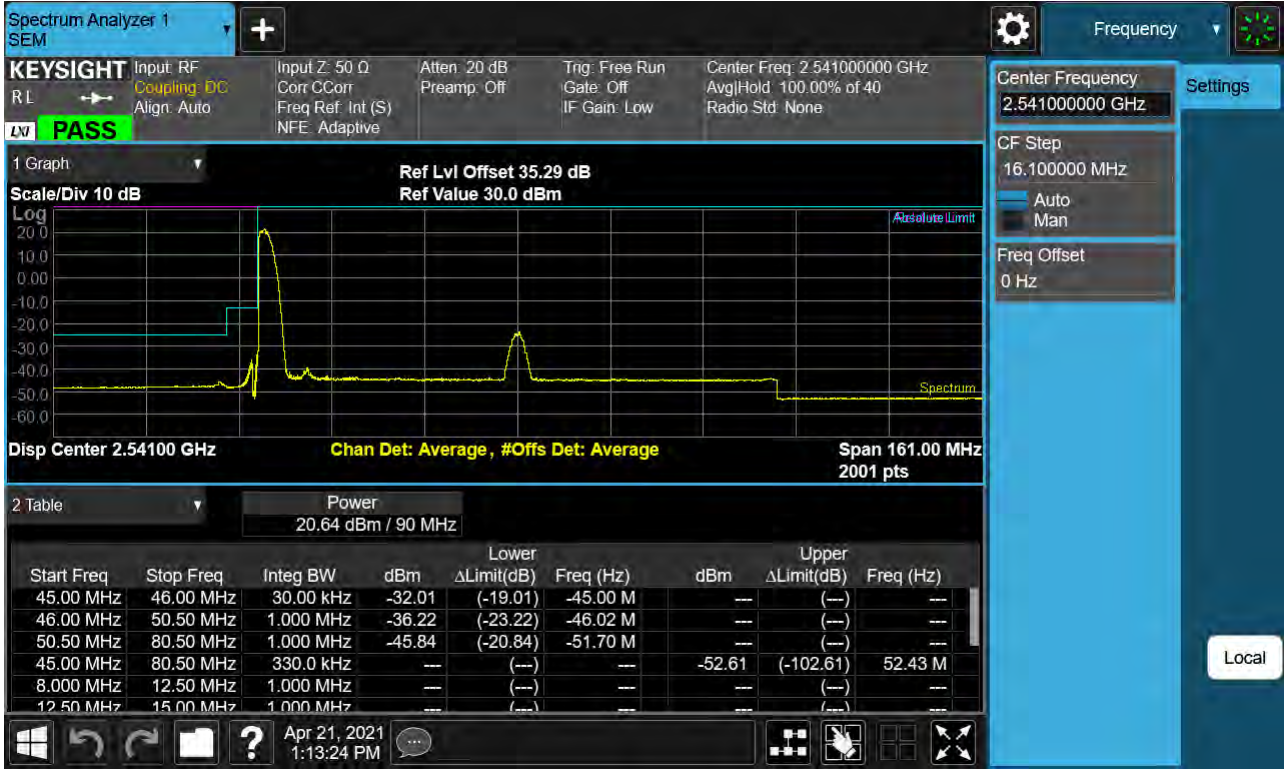 Spectrum Analyzer 1
SEM
Frequency
KEYSIGHT
RL
LXI
PASS
Input: RF
Coupling: DC
Align: Auto
Input Z: 50 Ω
Corr CCorr
Freq Ref: Int (S)
NFE: Adaptive
Atten: 20 dB
Preamp: Off
Trig: Free Run
Gate: Off
IF Gain: Low
Center Freq: 2.541000000 GHz
Avg|Hold: 100.00% of 40
Radio Std: None
Center Frequency
2.541000000 GHz
Settings
CF Step
16.100000 MHz
Auto
Man
Freq Offset
0 Hz
Local
1 Graph
Scale/Div 10 dB
Ref Lvl Offset 35.29 dB
Ref Value 30.0 dBm
Log
20.0
10.0
0.00
-10.0
-20.0
-30.0
-40.0
-50.0
-60.0
Absolute Limit
Spectrum
Disp Center 2.54100 GHz
Chan Det: Average, #Offs Det: Average
Span 161.00 MHz
2001 pts
2 Table
Power
20.64 dBm / 90 MHz
Lower Upper
Start Freq Stop Freq Integ BW dBm ΔLimit(dB) Freq (Hz) dBm ΔLimit(dB) Freq (Hz)
45.00 MHz 46.00 MHz 30.00 kHz -32.01 (-19.01) -45.00 M --- (---) ---
46.00 MHz 50.50 MHz 1.000 MHz -36.22 (-23.22) -46.02 M --- (---) ---
50.50 MHz 80.50 MHz 1.000 MHz -45.84 (-20.84) -51.70 M --- (---) ---
45.00 MHz 80.50 MHz 330.0 kHz --- (---) --- -52.61 (-102.61) 52.43 M
8.000 MHz 12.50 MHz 1.000 MHz --- (---) --- --- (---) ---
12.50 MHz 15.00 MHz 1.000 MHz --- (---) --- --- (---) ---
Apr 21, 2021
1:13:24 PM